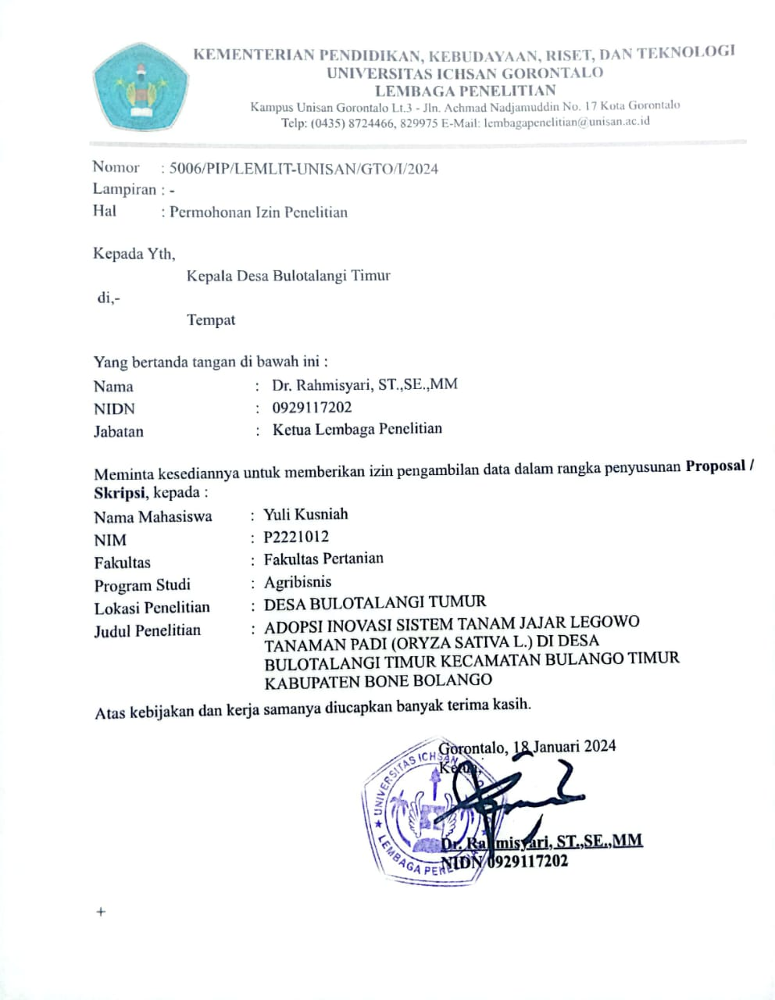 KEMENTERIAN PENDIDIKAN, KEBUDAYAAN, RISET, DAN TEKNOLOGI
UNIVERSITAS ICHSAN GORONTALO
LEMBAGA PENELITIAN
Kampus Unisan Gorontalo Lt.3 - Jln. Achmad Nadjamuddin No. 17 Kota Gorontalo
Telp: (0435) 8724466, 829975 E-Mail: lembagapenelitian@unisan.ac.id
Nomor : 5006/PIP/LEMLIT-UNISAN/GTO/I/2024
Lampiran : -
Hal : Permohonan Izin Penelitian
Kepada Yth,
Kepala Desa Bulotalangi Timur
di,-
Tempat
Yang bertanda tangan di bawah ini :
Nama : Dr. Rahmisyari, ST.,SE.,MM
NIDN : 0929117202
Jabatan : Ketua Lembaga Penelitian
Meminta kesediannya untuk memberikan izin pengambilan data dalam rangka penyusunan Proposal /
Skripsi, kepada :
Nama Mahasiswa : Yuli Kusniah
NIM : P2221012
Fakultas : Fakultas Pertanian
Program Studi : Agribisnis
Lokasi Penelitian : DESA BULOTALANGI TUMUR
Judul Penelitian : ADOPSI INOVASI SISTEM TANAM JAJAR LEGOWO
TANAMAN PADI (ORYZA SATIVA L.) DI DESA
BULOTALANGI TIMUR KECAMATAN BULANGO TIMUR
KABUPATEN BONE BOLANGO
Atas kebijakan dan kerja samanya diucapkan banyak terima kasih.
Gorontalo, 18 Januari 2024
Ketua,
UNIVERSITAS ICHSAN
LEMBAGA
Dr. Rahmisyari, ST.,SE.,MM
NIDN 0929117202
+